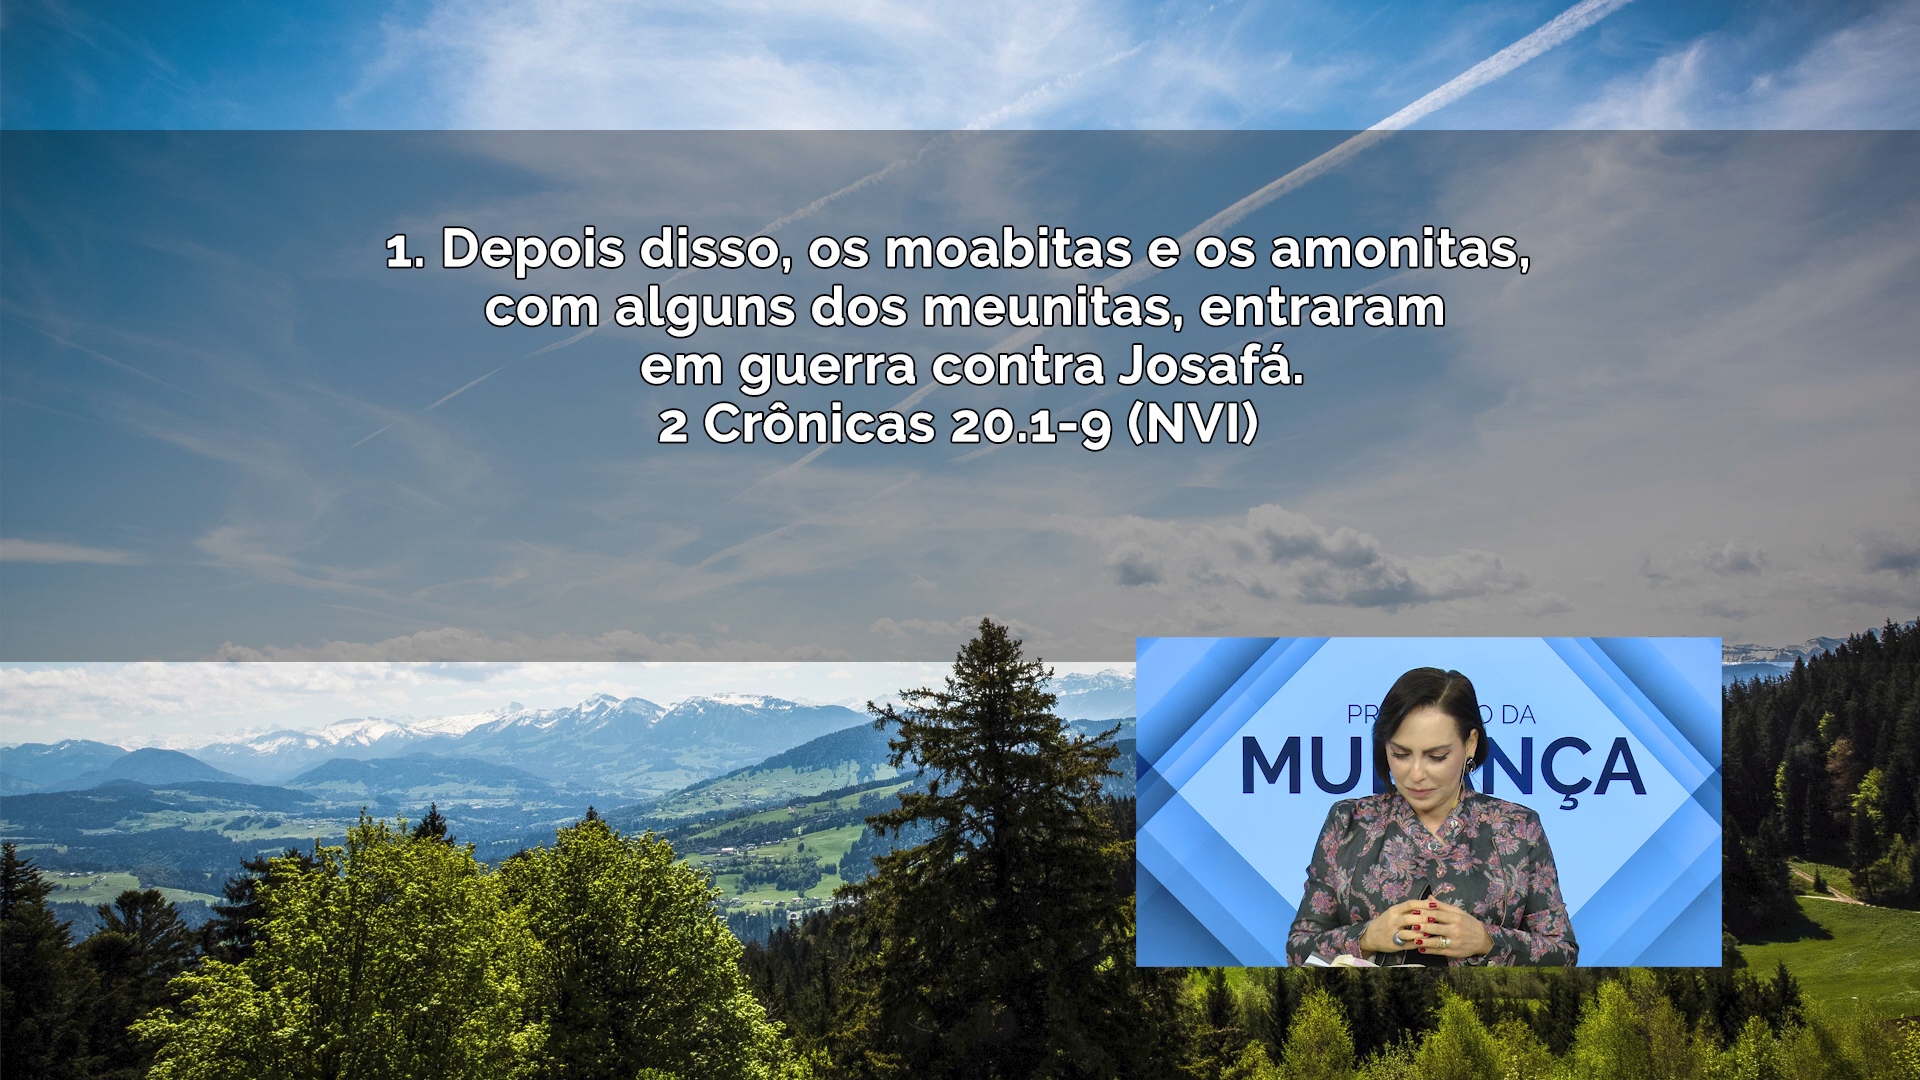 1. Depois disso, os moabitas e os amonitas,
com alguns dos meunitas, entraram
em guerra contra Josafá.
2 Crônicas 20.1-9 (NVI)
DA